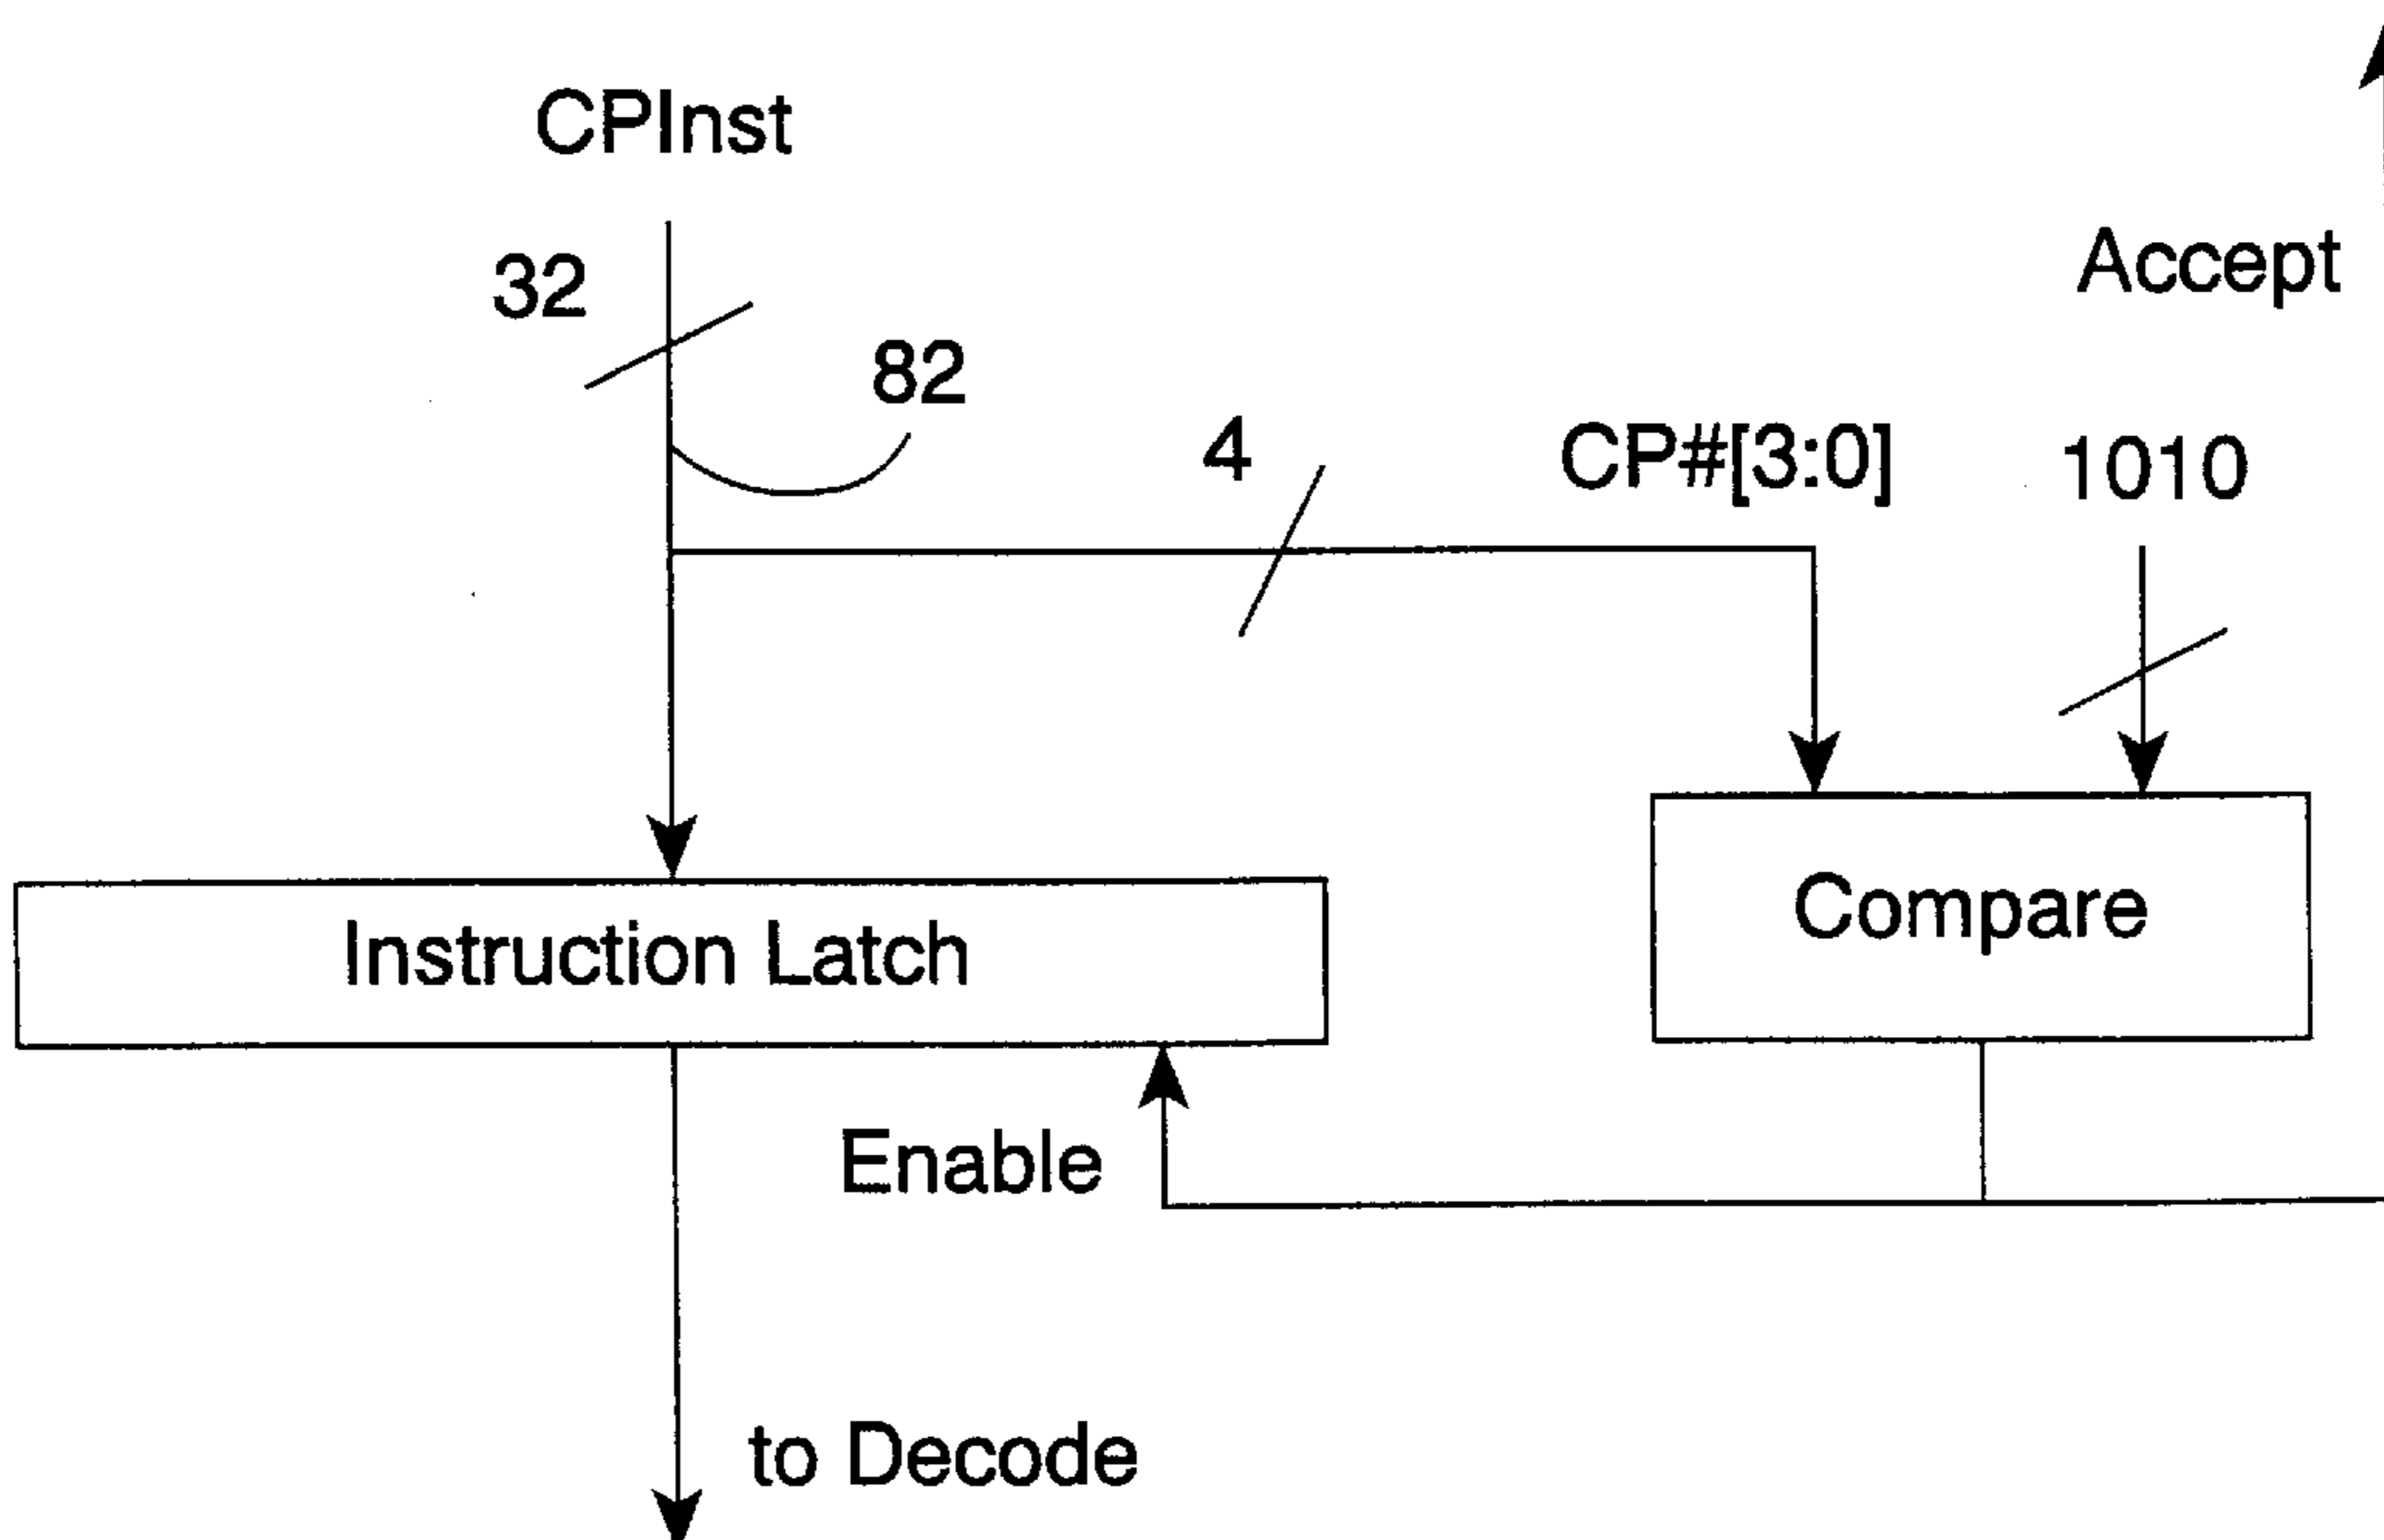 CPInst
Accept
32
82
4
CP#[3:0]
1010
Compare
Instruction Latch
Enable
to Decode